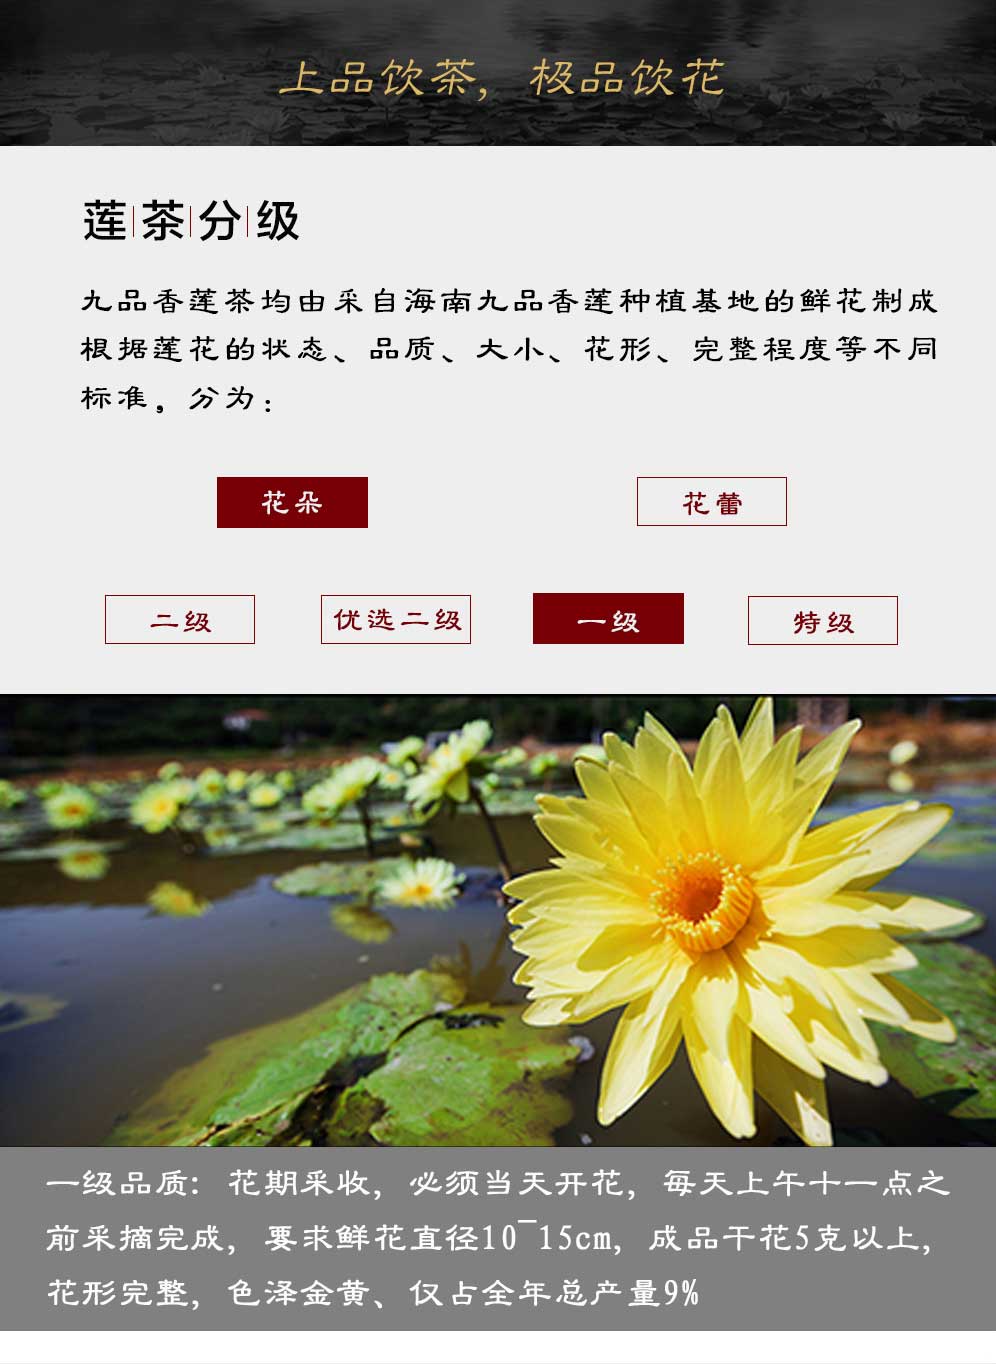 上品饮茶，极品饮花
莲茶分级
九品香莲茶均由采自海南九品香莲种植基地的鲜花制成
根据莲花的状态、品质、大小、花形、完整程度等不同
标准，分为：
花朵
花蕾
二级
优选二级
一级
特级
一级品质：花期采收，必须当天开花，每天上午十一点之
前采摘完成，要求鲜花直径10¯15cm，成品干花5克以上，
花形完整，色泽金黄、仅占全年总产量9%